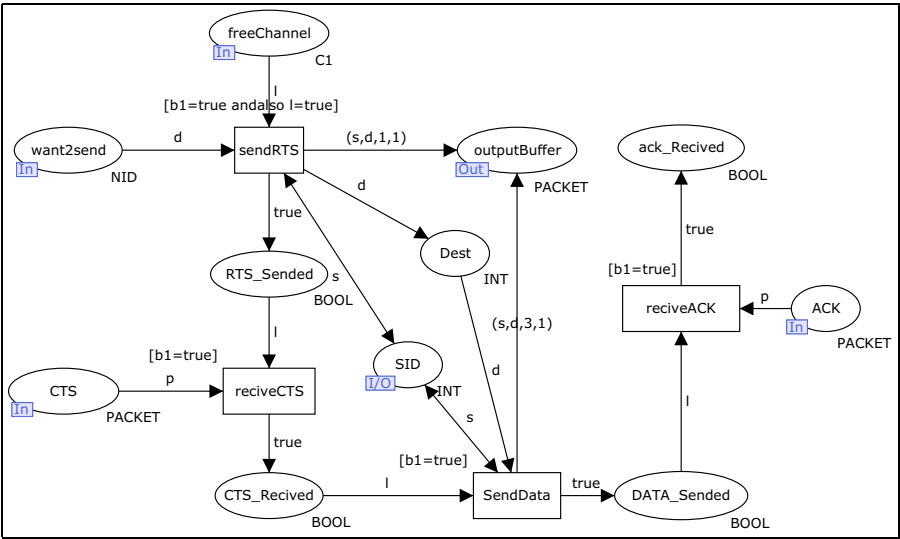 freeChannel
In
C1
l
[b1=true andalso l=true]
want2send
In
NID
d
sendRTS
(s,d,1,1)
outputBuffer
Out
PACKET
ack_Recived
BOOL
true
d
Dest
INT
true
RTS_Sended
BOOL
s
l
(s,d,3,1)
[b1=true]
reciveACK
p
ACK
In
PACKET
[b1=true]
CTS
In
PACKET
p
reciveCTS
SID
I/O
INT
d
s
l
true
[b1=true]
CTS_Recived
BOOL
l
SendData
true
DATA_Sended
BOOL